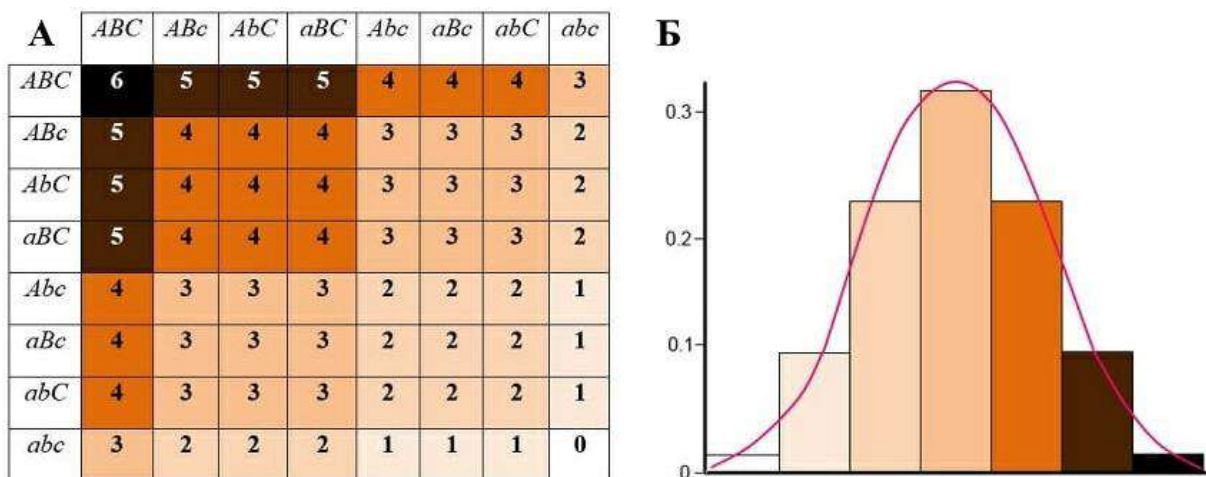 А ABC ABc AbC aBC Abc aBc abC abc
ABC 6 5 5 5 4 4 4 3
ABc 5 4 4 4 3 3 3 2
AbC 5 4 4 4 3 3 3 2
aBC 5 4 4 4 3 3 3 2
Abc 4 3 3 3 2 2 2 1
aBc 4 3 3 3 2 2 2 1
abC 4 3 3 3 2 2 2 1
abc 3 2 2 2 1 1 1 0
Б
0.3
0.2
0.1
0